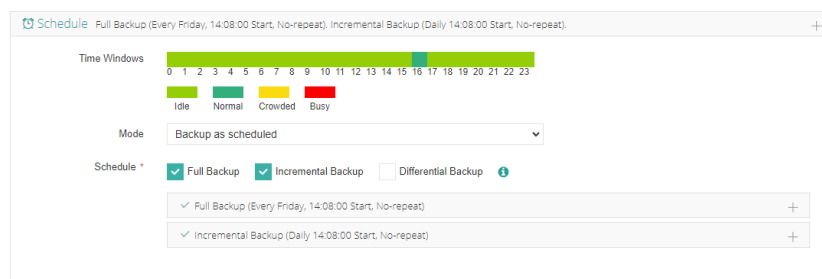 Schedule Full Backup (Every Friday, 14:08:00 Start, No-repeat). Incremental Backup (Daily 14:08:00 Start, No-repeat).
Time Windows
0 1 2 3 4 5 6 7 8 9 10 11 12 13 14 15 16 17 18 19 20 21 22 23
Idle Normal Crowded Busy
Mode Backup as scheduled
Schedule * Full Backup Incremental Backup Differential Backup
Full Backup (Every Friday, 14:08:00 Start, No-repeat)
Incremental Backup (Daily 14:08:00 Start, No-repeat)